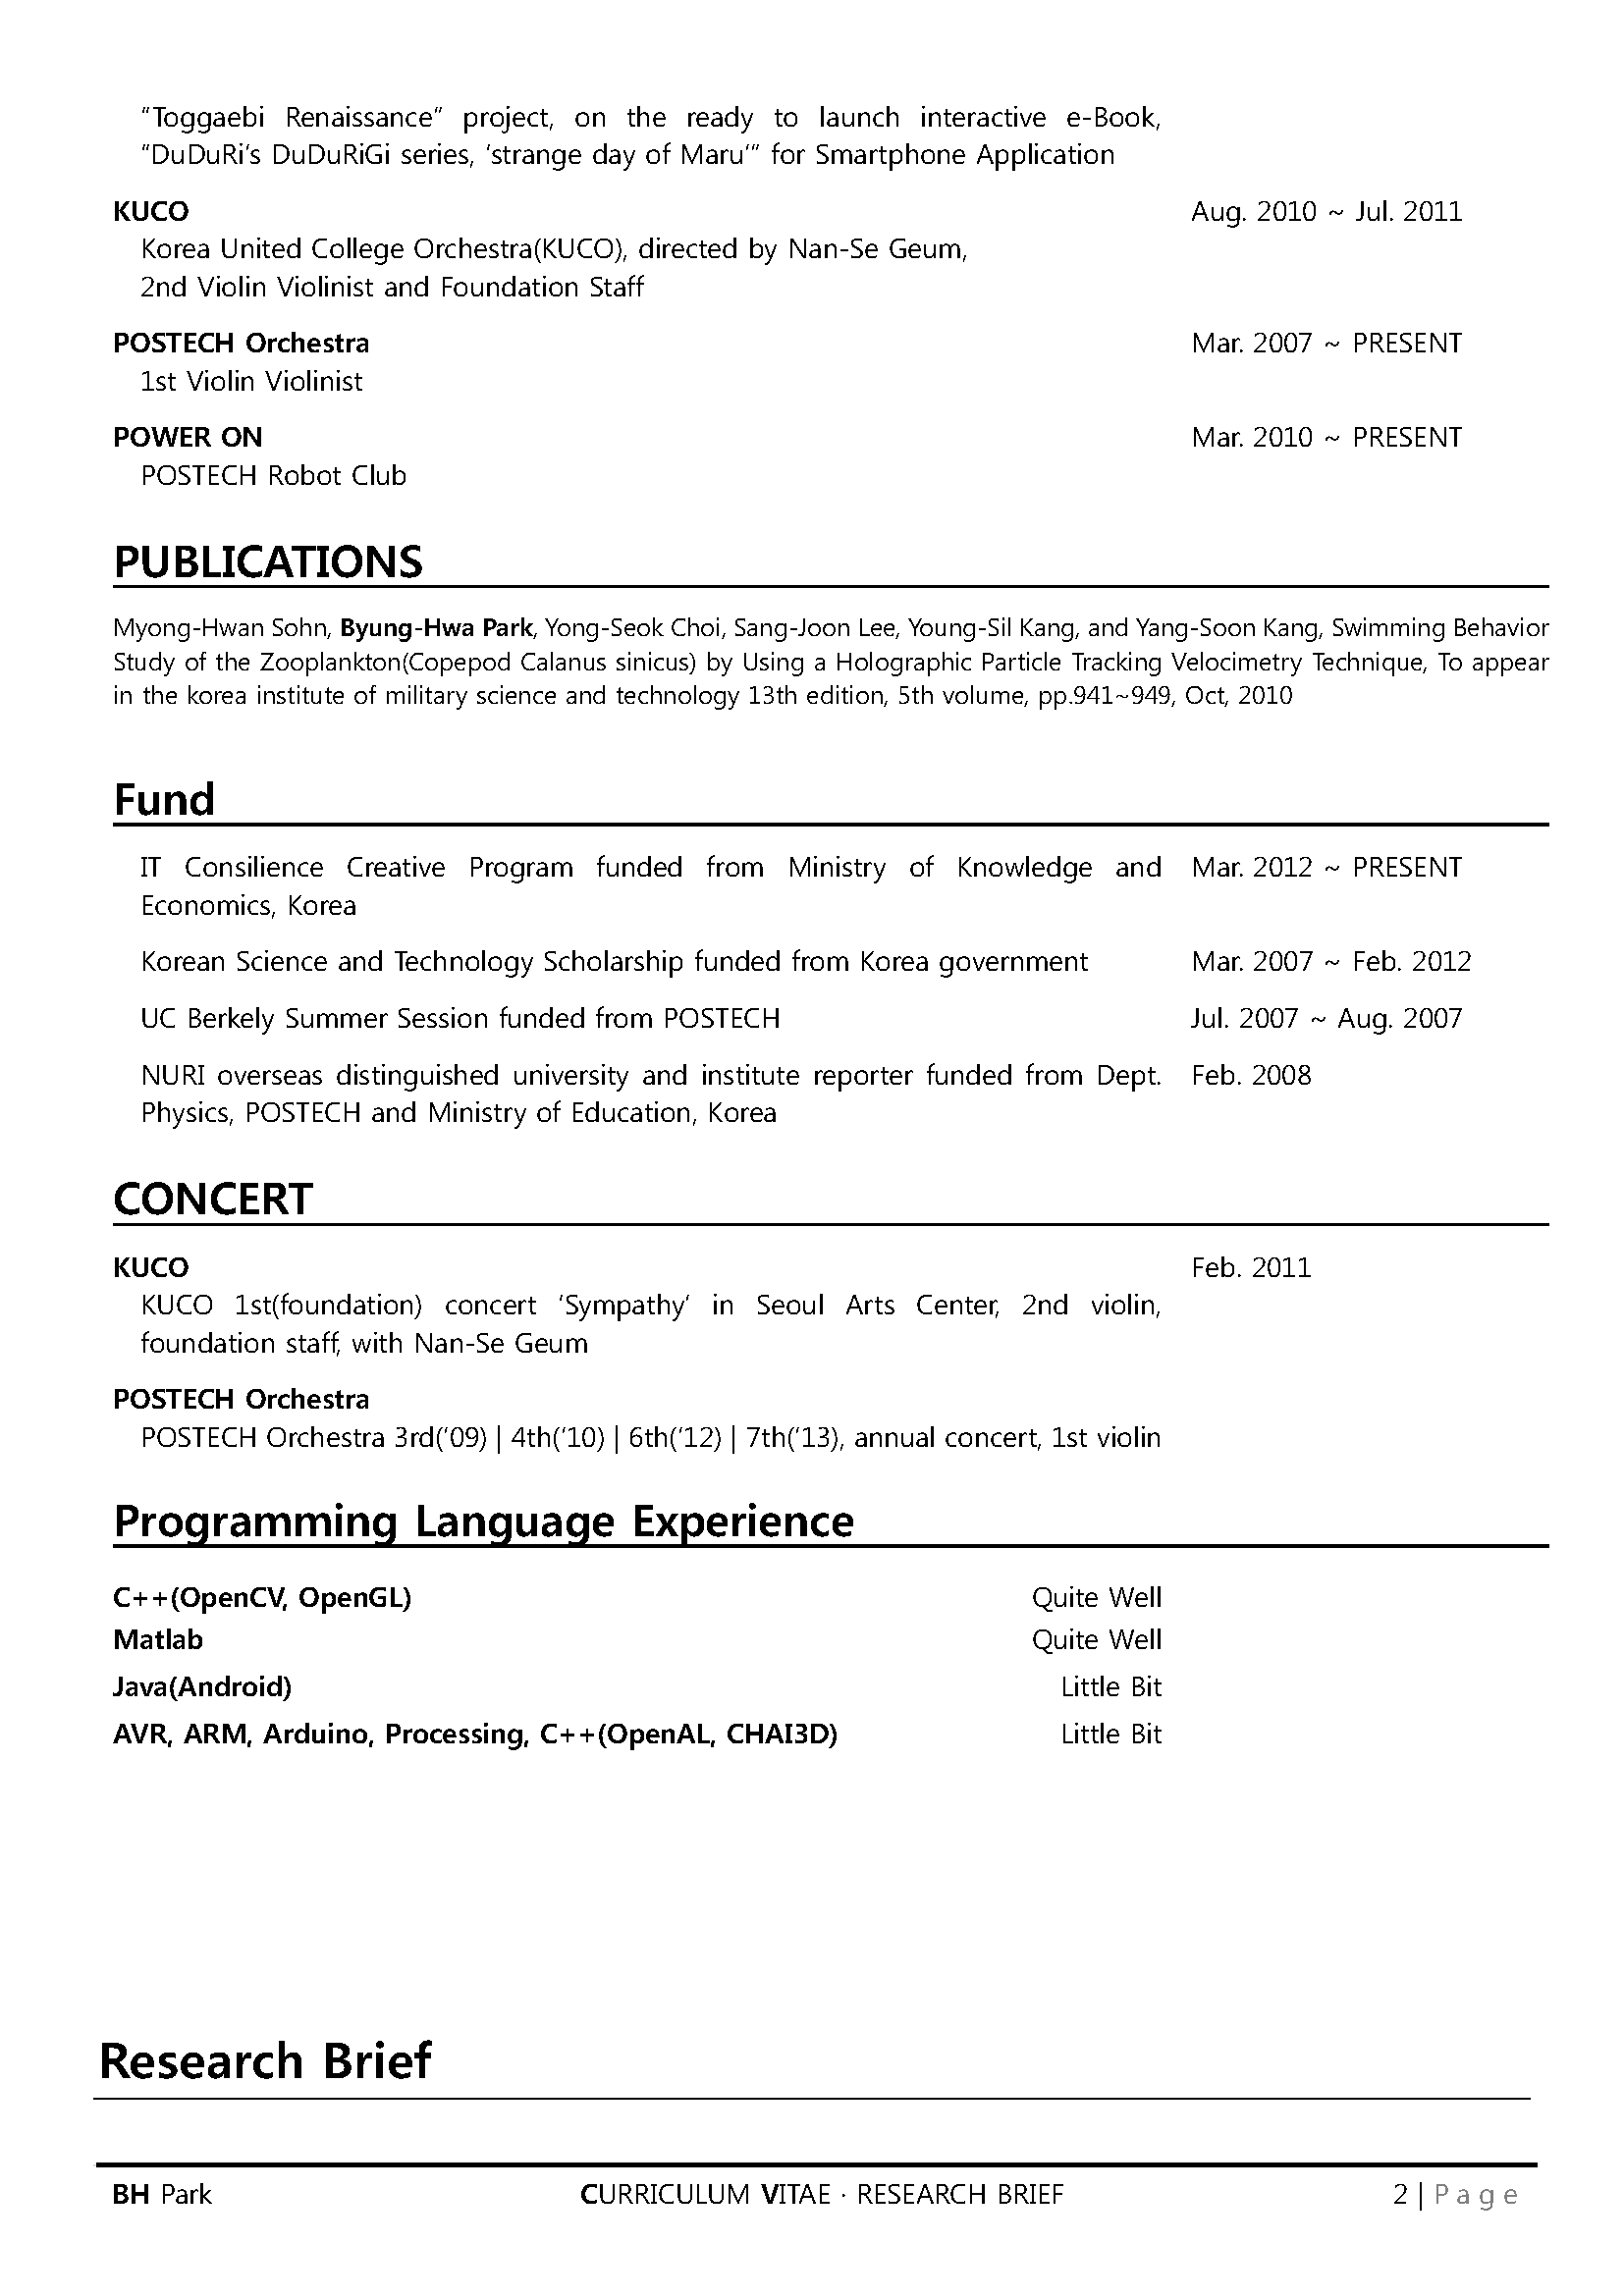 “Toggaebi Renaissance” project, on the ready to launch interactive e-Book,
“DuDuRi’s DuDuRiGi series, ‘strange day of Maru’” for Smartphone Application
KUCO Aug. 2010 ~ Jul. 2011
Korea United College Orchestra(KUCO), directed by Nan-Se Geum,
2nd Violin Violinist and Foundation Staff
POSTECH Orchestra Mar. 2007 ~ PRESENT
1st Violin Violinist
POWER ON Mar. 2010 ~ PRESENT
POSTECH Robot Club
PUBLICATIONS
Myong-Hwan Sohn, Byung-Hwa Park, Yong-Seok Choi, Sang-Joon Lee, Young-Sil Kang, and Yang-Soon Kang, Swimming Behavior
Study of the Zooplankton(Copepod Calanus sinicus) by Using a Holographic Particle Tracking Velocimetry Technique, To appear
in the korea institute of military science and technology 13th edition, 5th volume, pp.941~949, Oct, 2010
Fund
IT Consilience Creative Program funded from Ministry of Knowledge and Mar. 2012 ~ PRESENT
Economics, Korea
Korean Science and Technology Scholarship funded from Korea government Mar. 2007 ~ Feb. 2012
UC Berkely Summer Session funded from POSTECH Jul. 2007 ~ Aug. 2007
NURI overseas distinguished university and institute reporter funded from Dept. Feb. 2008
Physics, POSTECH and Ministry of Education, Korea
CONCERT
KUCO Feb. 2011
KUCO 1st(foundation) concert ‘Sympathy’ in Seoul Arts Center, 2nd violin,
foundation staff, with Nan-Se Geum
POSTECH Orchestra
POSTECH Orchestra 3rd(’09) | 4th(’10) | 6th(’12) | 7th(’13), annual concert, 1st violin
Programming Language Experience
C++(OpenCV, OpenGL) Quite Well
Matlab Quite Well
Java(Android) Little Bit
AVR, ARM, Arduino, Processing, C++(OpenAL, CHAI3D) Little Bit
Research Brief
BH Park CURRICULUM VITAE · RESEARCH BRIEF 2 | Page